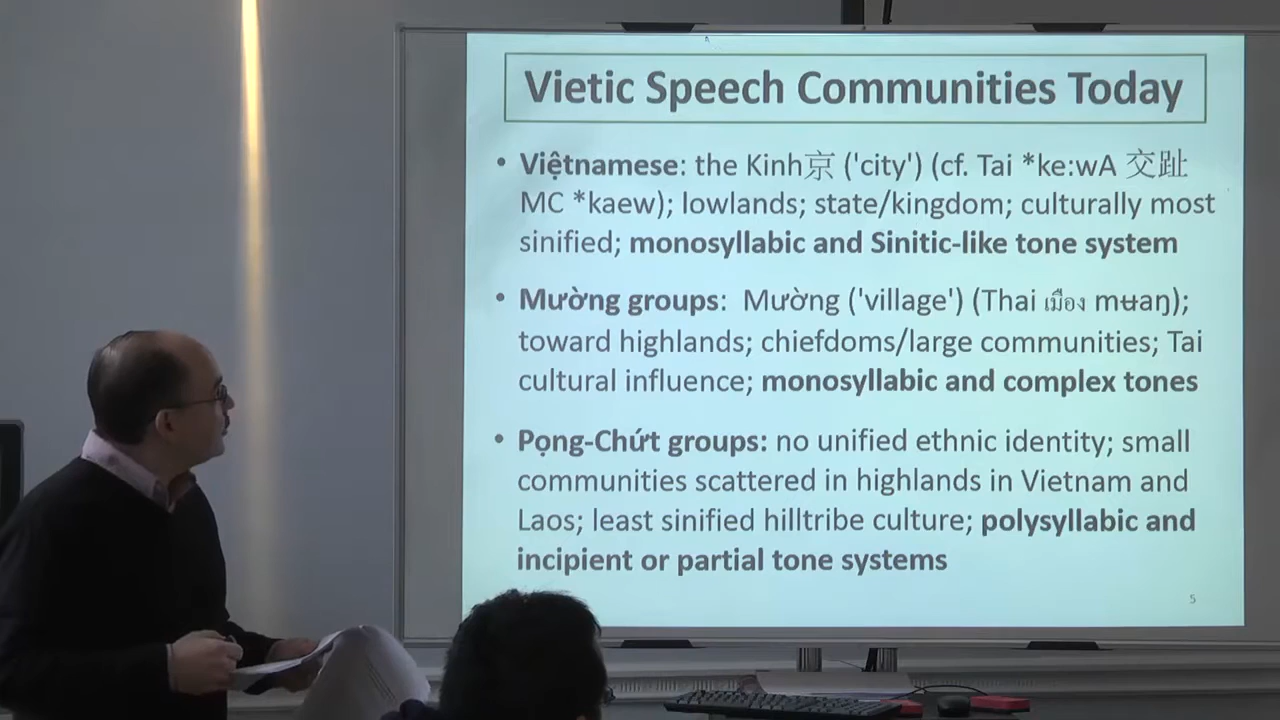 Vietic Speech Communities Today
• Việtnamese: the Kinh京 ('city') (cf. Tai *ke:wA 交趾
MC *kaew); lowlands; state/kingdom; culturally most
sinified; monosyllabic and Sinitic-like tone system
• Mường groups: Mường ('village') (Thai เมือง mʉaŋ);
toward highlands; chiefdoms/large communities; Tai
cultural influence; monosyllabic and complex tones
• Pọng-Chứt groups: no unified ethnic identity; small
communities scattered in highlands in Vietnam and
Laos; least sinified hilltribe culture; polysyllabic and
incipient or partial tone systems
5